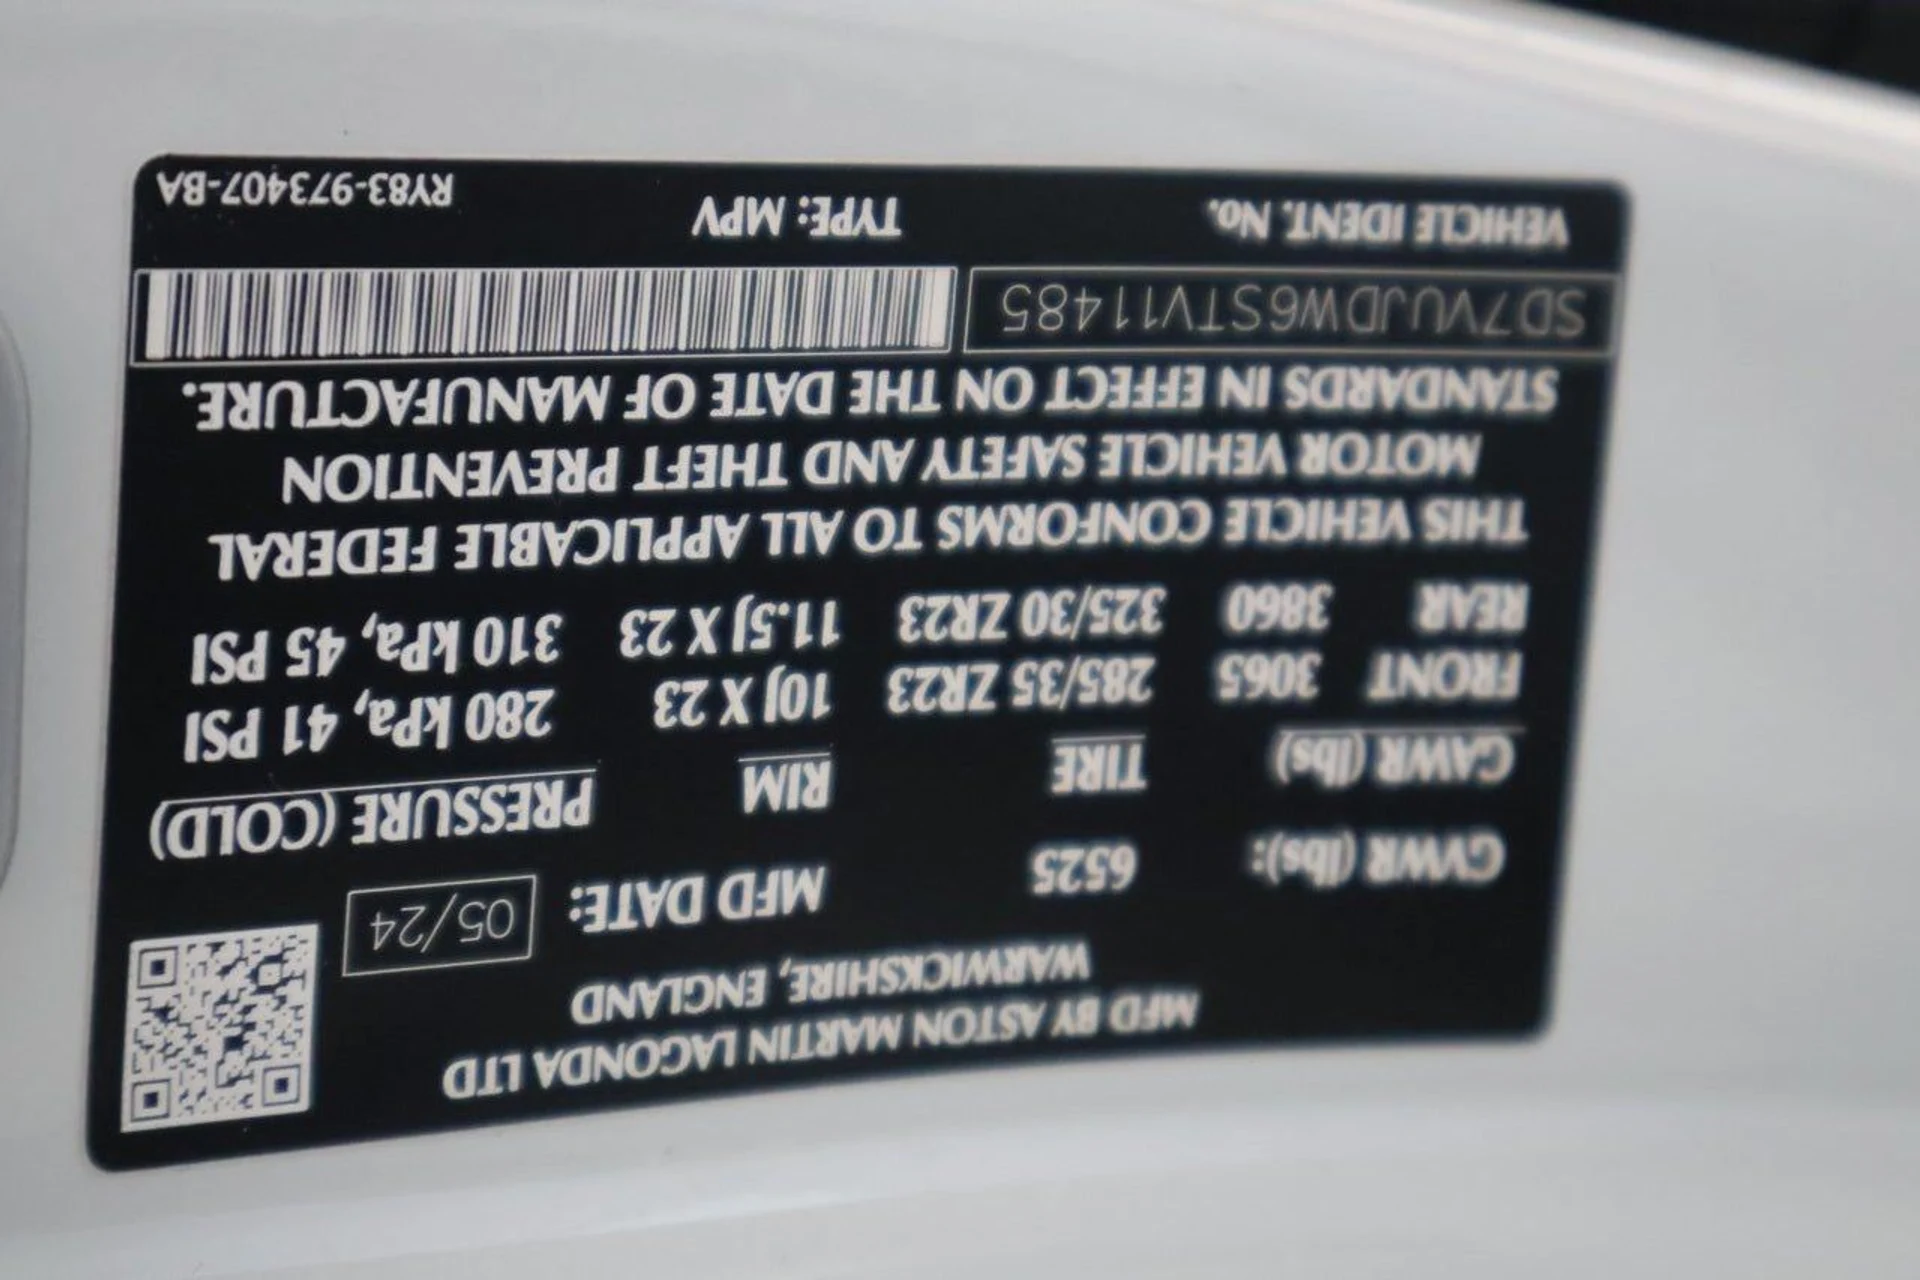 MFD BY ASTON MARTIN LAGONDA LTD
WARWICKSHIRE, ENGLAND
GVWR (lbs): 6525 MFD DATE: 05/24
GAWR (lbs) TIRE RIM PRESSURE (COLD)
FRONT 3065 285/35 ZR23 10J X 23 280 kPa, 41 PSI
REAR 3860 325/30 ZR23 11.5J X 23 310 kPa, 45 PSI
THIS VEHICLE CONFORMS TO ALL APPLICABLE FEDERAL
MOTOR VEHICLE SAFETY AND THEFT PREVENTION
STANDARDS IN EFFECT ON THE DATE OF MANUFACTURE.
SD7VUJDW6STV11485
VEHICLE IDENT. No. TYPE: MPV RY83-973407-BA